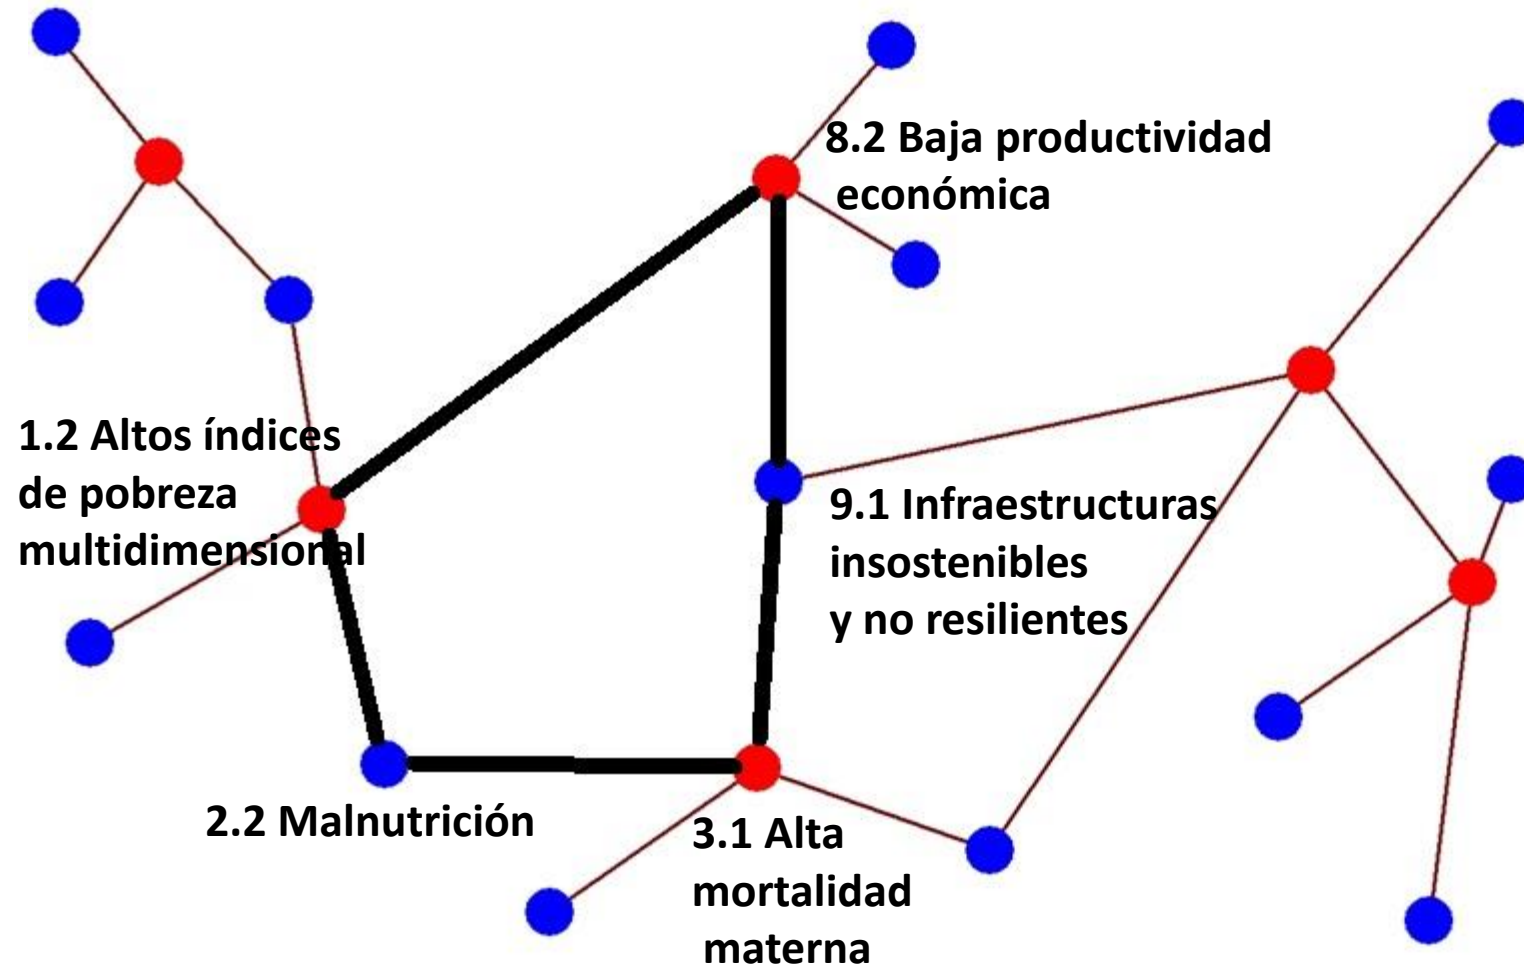 8.2 Baja productividad
económica
1.2 Altos índices
de pobreza
multidimensional
9.1 Infraestructuras
insostenibles
y no resilientes
2.2 Malnutrición
3.1 Alta
mortalidad
materna